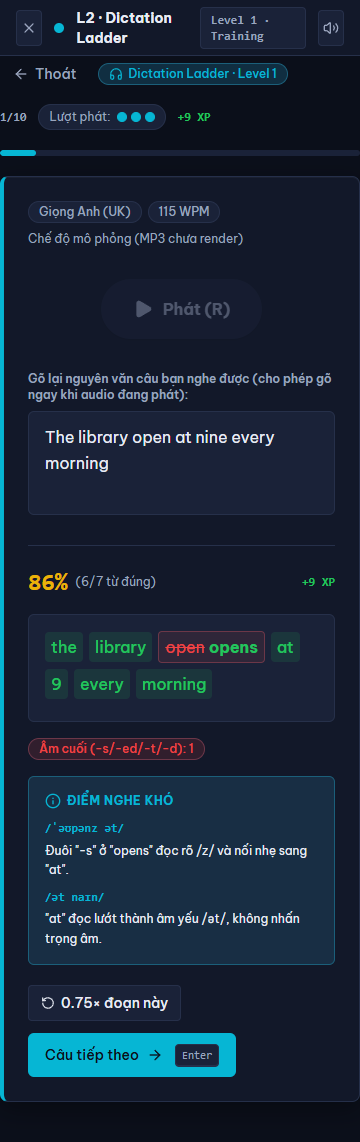 L2 · Dictation
Ladder
Level 1 ·
Training
Thoát
Dictation Ladder · Level 1
1/10
Lượt phát:
+9 XP
Giọng Anh (UK)
115 WPM
Chế độ mô phỏng (MP3 chưa render)
Phát (R)
Gõ lại nguyên văn câu bạn nghe được (cho phép gõ
ngay khi audio đang phát):
The library open at nine every
morning
86% (6/7 từ đúng)
+9 XP
the library open opens at
9 every morning
Âm cuối (-s/-ed/-t/-d): 1
ĐIỂM NGHE KHÓ
/ˈəʊpənz ət/
Đuôi "-s" ở "opens" đọc rõ /z/ và nối nhẹ sang
"at".
/ət naɪn/
"at" đọc lướt thành âm yếu /ət/, không nhấn
trọng âm.
0.75× đoạn này
Câu tiếp theo → Enter